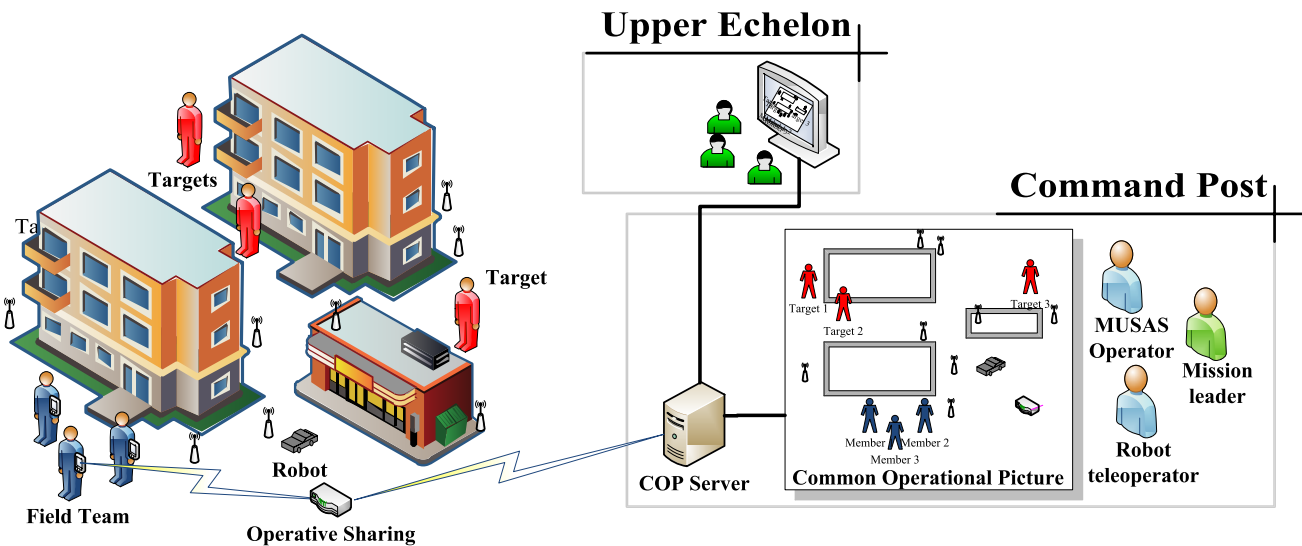 Upper Echelon
Command Post
Targets
Ta
Target
Robot
Field Team
Operative Sharing
COP Server
Target 1
Target 2
Target 3
Member
Member 2
Member 3
Common Operational Picture
MUSAS
Operator
Mission
leader
Robot
teleoperator